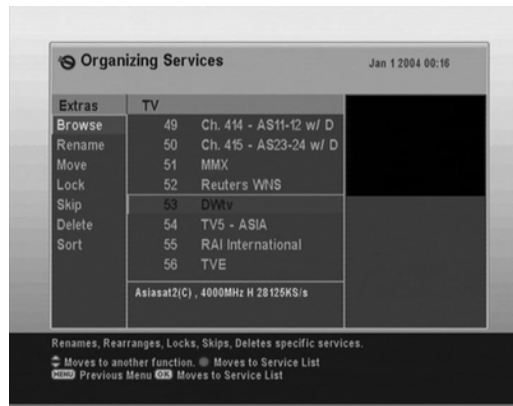 Organizing Services
Jan 1 2004 00:16
Extras
TV
Browse
49 Ch. 414 - AS11-12 w/ D
Rename
50 Ch. 415 - AS23-24 w/ D
Move
51 MMX
Lock
52 Reuters WNS
Skip
53 DWtv
Delete
54 TV5 - ASIA
Sort
55 RAI International
56 TVE
Asiasat2(C) , 4000MHz H 28125KS/s
Renames, Rearranges, Locks, Skips, Deletes specific services.
Moves to another function. Moves to Service List
MENU Previous Menu OK Moves to Service List